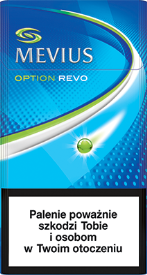 MEVIUS
OPTION REVO
Palenie poważnie
szkodzi Tobie
i osobom
w Twoim otoczeniu